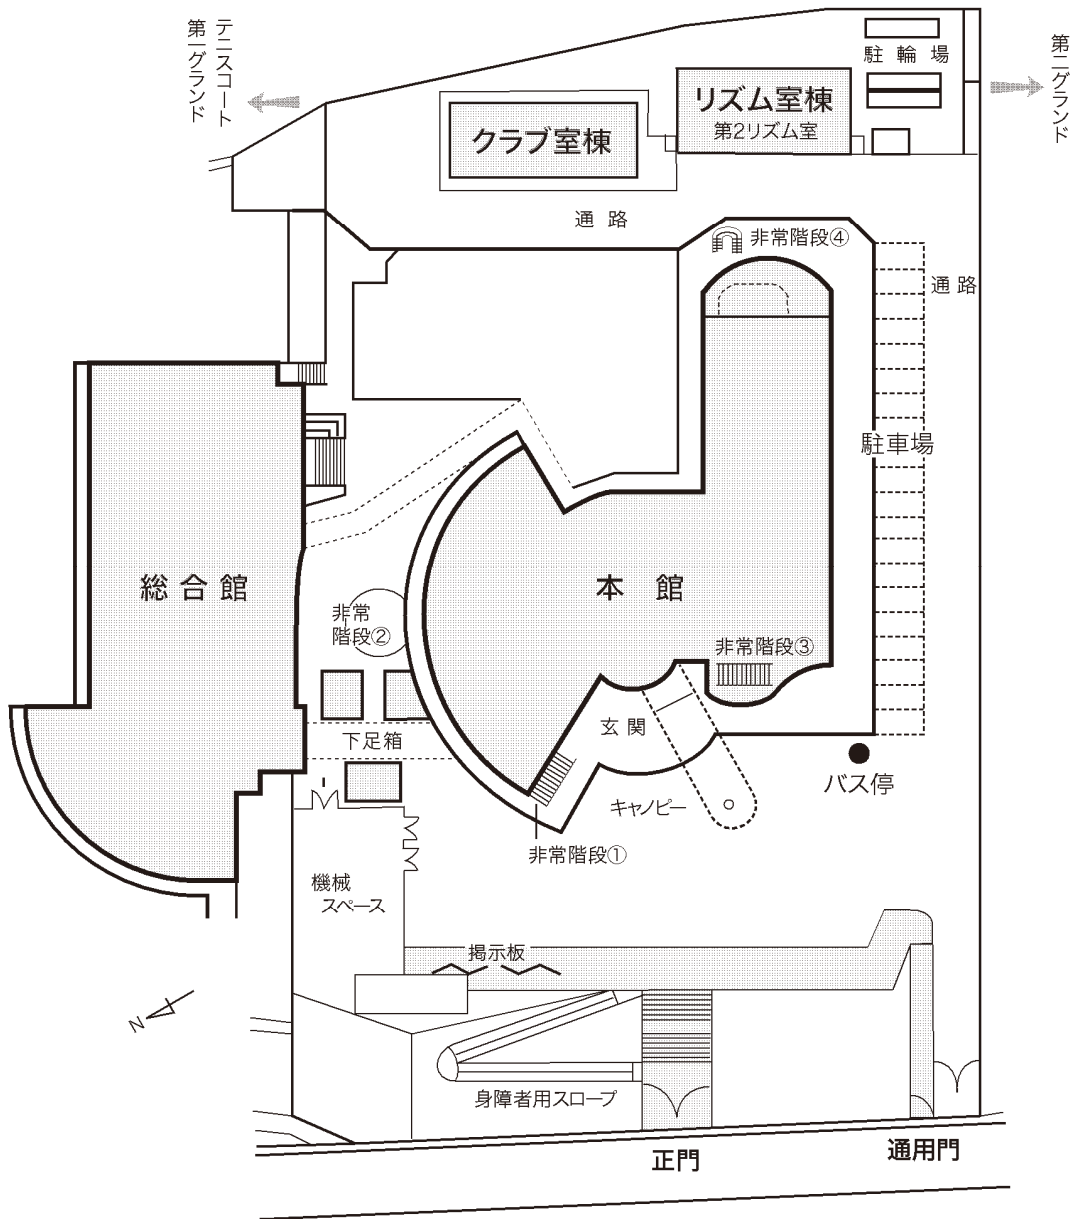 テニスコート
第一グランド
第二グランド
駐輪場
リズム室棟
第2リズム室
クラブ室棟
通路
非常階段④
通路
駐車場
総合館
本館
非常
階段②
非常階段③
玄関
下足箱
バス停
キャノピー
非常階段①
機械
スペース
掲示板
N
身障者用スロープ
正門
通用門